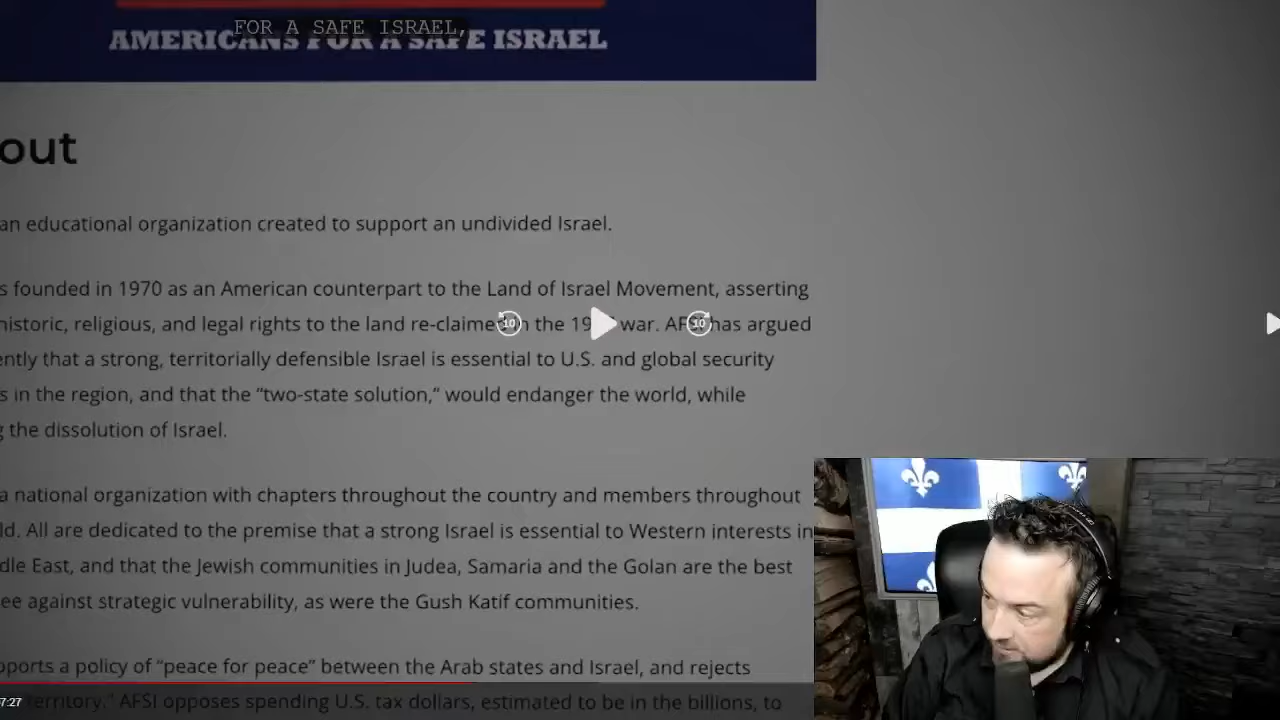 FOR A SAFE ISRAEL,
AMERICANS FOR A SAFE ISRAEL
out
an educational organization created to support an undivided Israel.
s founded in 1970 as an American counterpart to the Land of Israel Movement, asserting
historic, religious, and legal rights to the land re-claimed in the 19 war. AFSI has argued
ently that a strong, territorially defensible Israel is essential to U.S. and global security
s in the region, and that the “two-state solution,” would endanger the world, while
g the dissolution of Israel.
a national organization with chapters throughout the country and members throughout
ld. All are dedicated to the premise that a strong Israel is essential to Western interests in
dle East, and that the Jewish communities in Judea, Samaria and the Golan are the best
ee against strategic vulnerability, as were the Gush Katif communities.
pports a policy of “peace for peace” between the Arab states and Israel, and rejects
territory.” AFSI opposes spending U.S. tax dollars, estimated to be in the billions, to
10
10
7:27